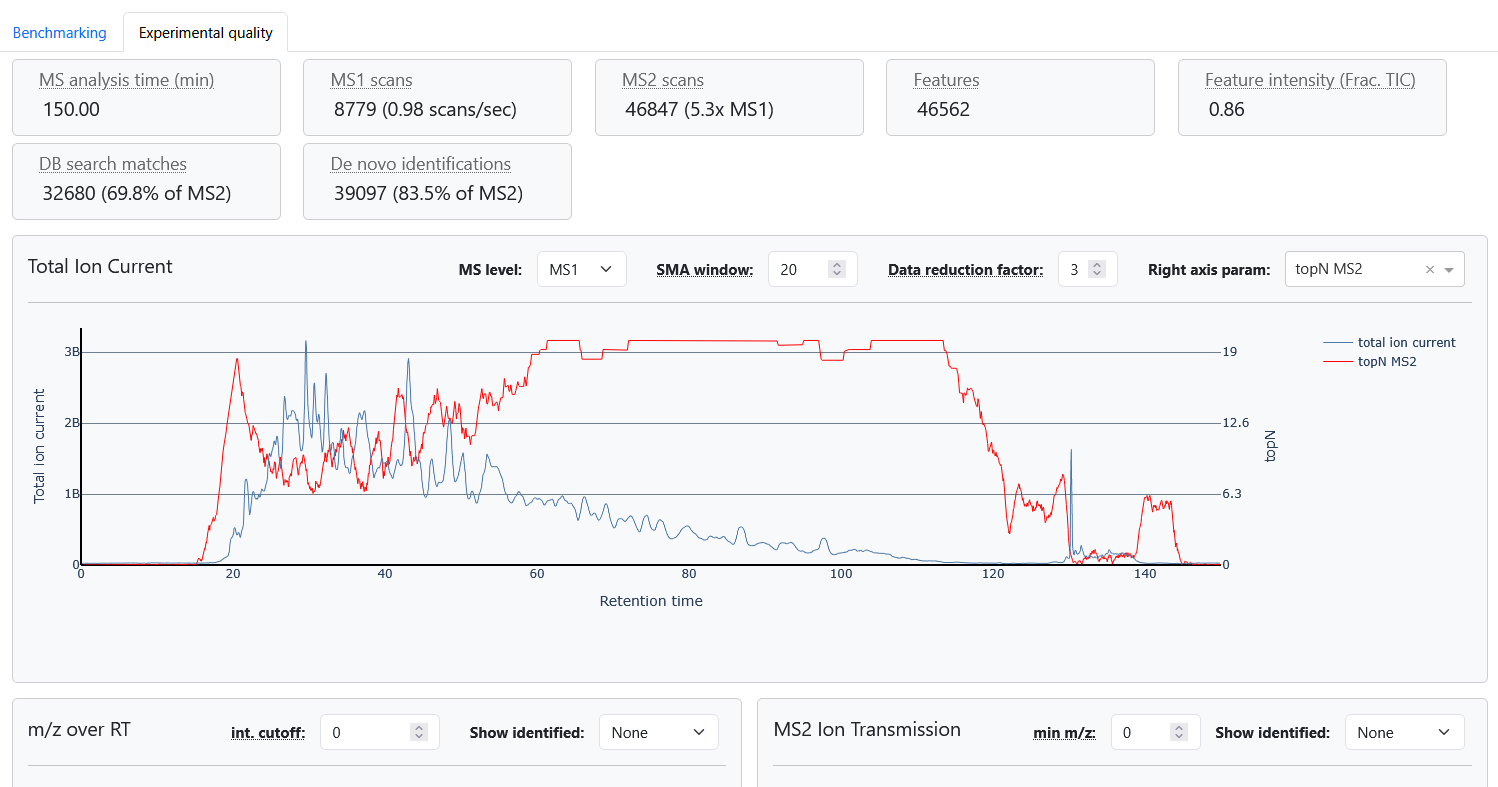 Benchmarking Experimental quality
MS analysis time (min) MS1 scans MS2 scans Features Feature intensity (Frac. TIC)
150.00 8779 (0.98 scans/sec) 46847 (5.3x MS1) 46562 0.86
DB search matches De novo identifications
32680 (69.8% of MS2) 39097 (83.5% of MS2)
Total Ion Current MS level: MS1 SMA window: 20 Data reduction factor: 3 Right axis param: topN MS2 ×
3B 19
2B 12.6
1B 6.3
0 0
Total ion current
topN
total ion current
topN MS2
0 20 40 60 80 100 120 140
Retention time
m/z over RT int. cutoff: 0 Show identified: None
MS2 Ion Transmission min m/z: 0 Show identified: None